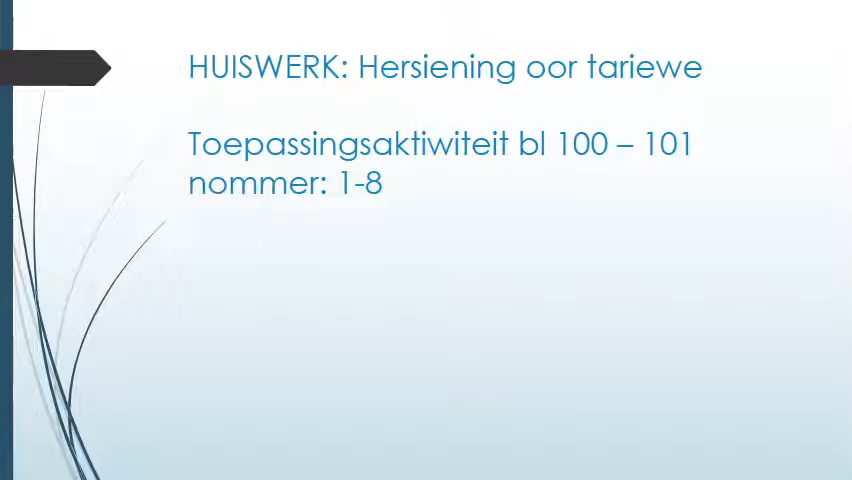 HUISWERK: Hersiening oor tariewe
Toepassingsaktiwiteit bl 100 – 101
nommer: 1-8